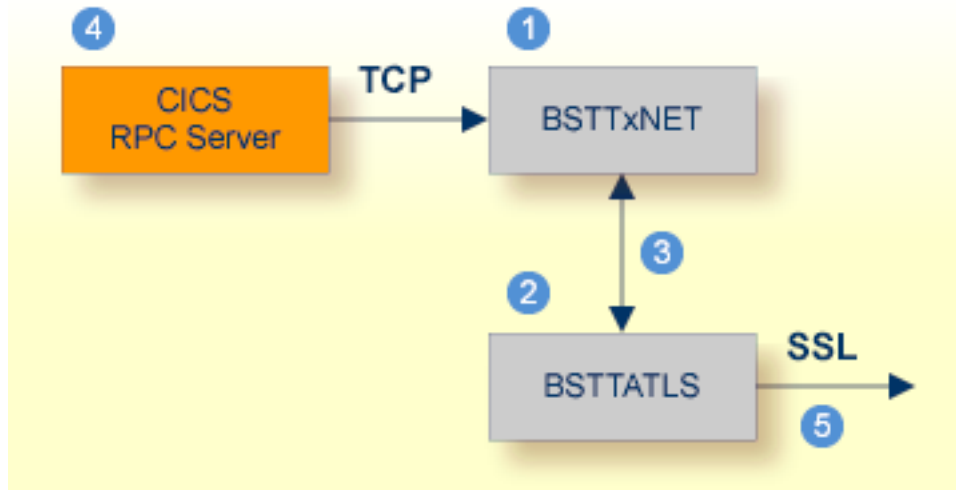 4
1
CICS
RPC Server
TCP
BSTTxNET
3
2
BSTTATLS
SSL
5